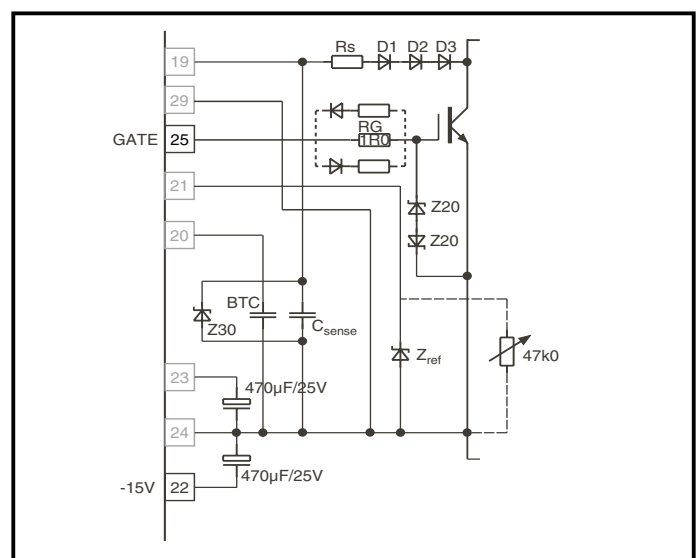 19
Rs D1 D2 D3
29
RG
GATE 25 1R0
21
Z20
20
Z20
BTC
Z30 Csense
Zref 47k0
23
470µF/25V
24
470µF/25V
-15V 22